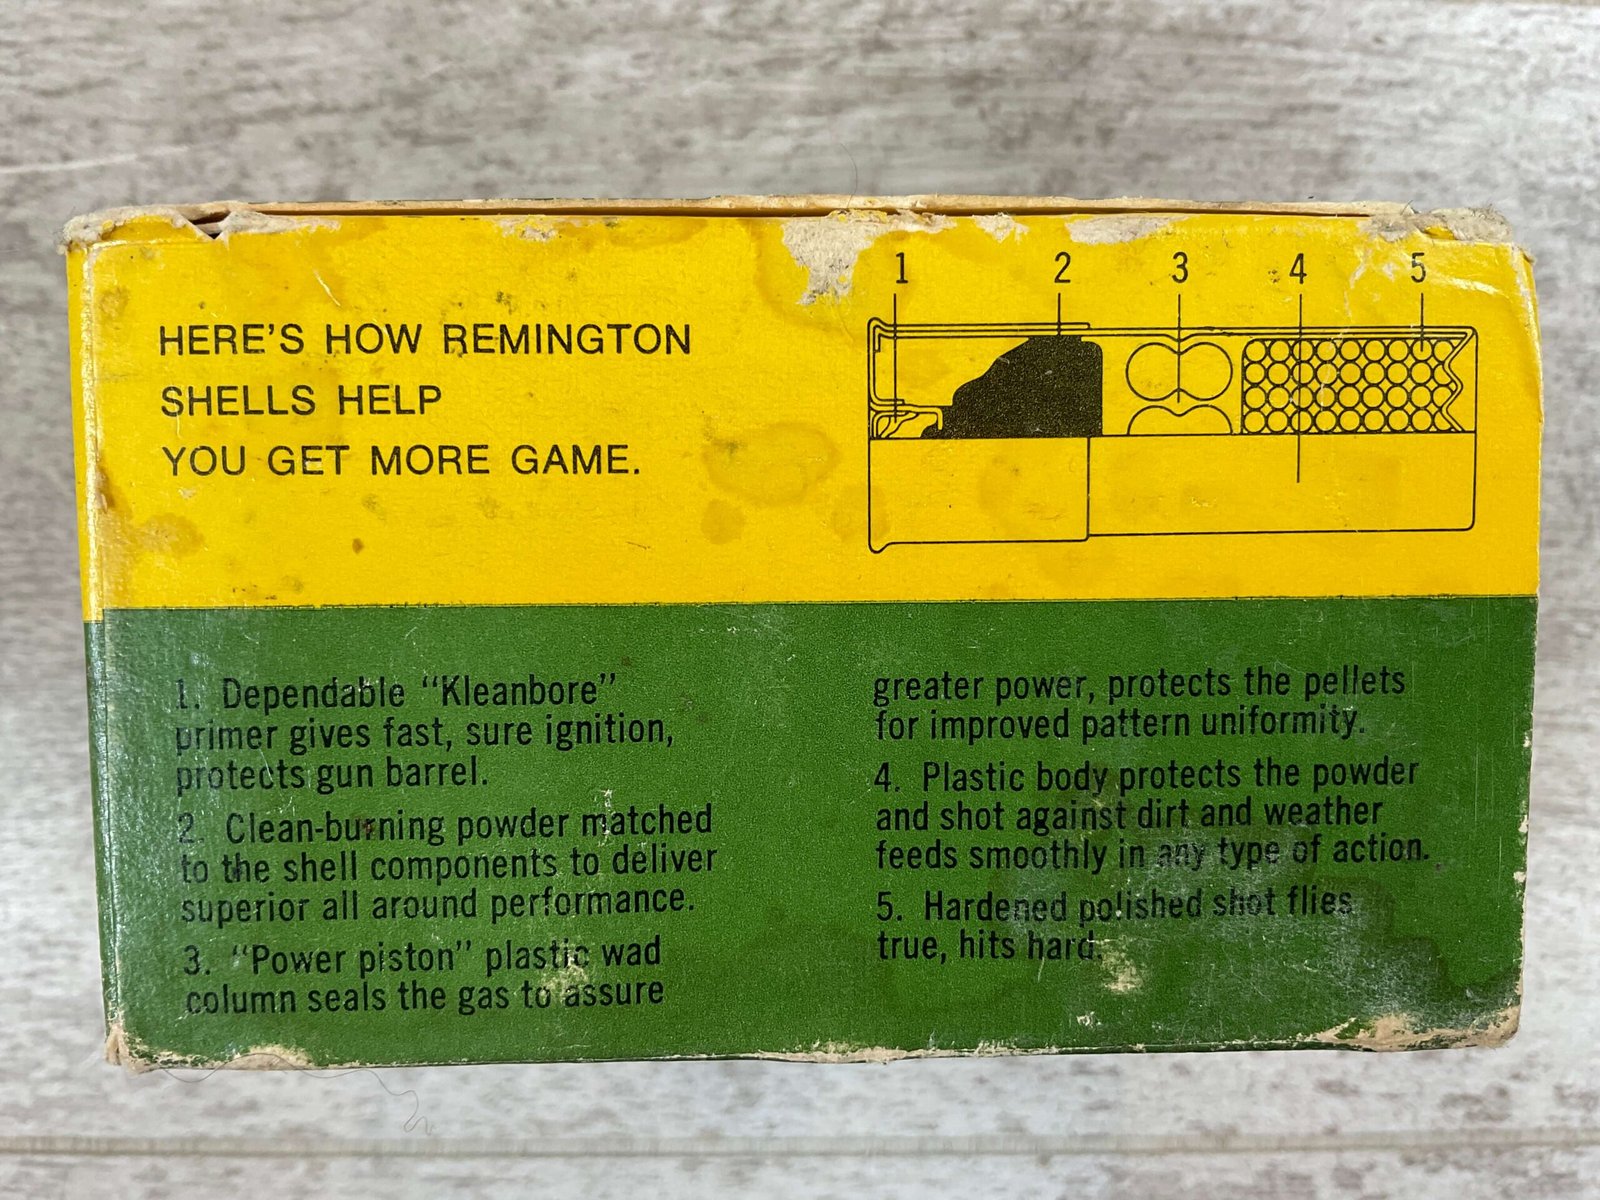 HERE'S HOW REMINGTON
SHELLS HELP
YOU GET MORE GAME.
1 2 3 4 5
1. Dependable "Kleanbore"
primer gives fast, sure ignition,
protects gun barrel.
2. Clean-burning powder matched
to the shell components to deliver
superior all around performance.
3. "Power piston" plastic wad
column seals the gas to assure
greater power, protects the pellets
for improved pattern uniformity.
4. Plastic body protects the powder
and shot against dirt and weather
feeds smoothly in any type of action.
5. Hardened polished shot flies
true, hits hard.